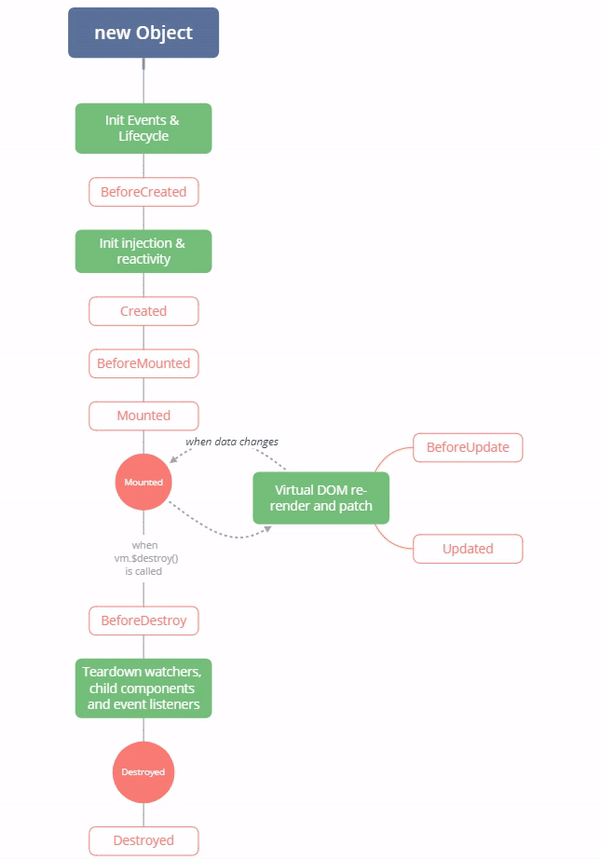 new Object
Init Events &
Lifecycle
BeforeCreated
Init injection &
reactivity
Created
BeforeMounted
Mounted
when data changes
BeforeUpdate
Mounted
Virtual DOM re-
render and patch
Updated
when
vm.$destroy()
is called
BeforeDestroy
Teardown watchers,
child components
and event listeners
Destroyed
Destroyed